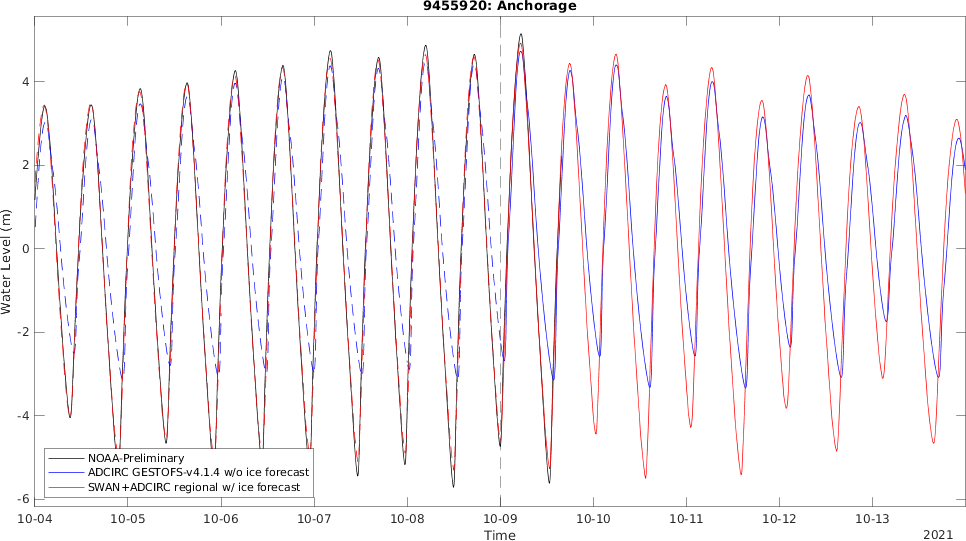 9455920: Anchorage
Water Level (m)
4
2
0
-2
-4
-6
NOAA-Preliminary
ADCIRC GESTOFS-v4.1.4 w/o ice forecast
SWAN+ADCIRC regional w/ ice forecast
10-04 10-05 10-06 10-07 10-08 10-09 10-10 10-11 10-12 10-13
Time
2021